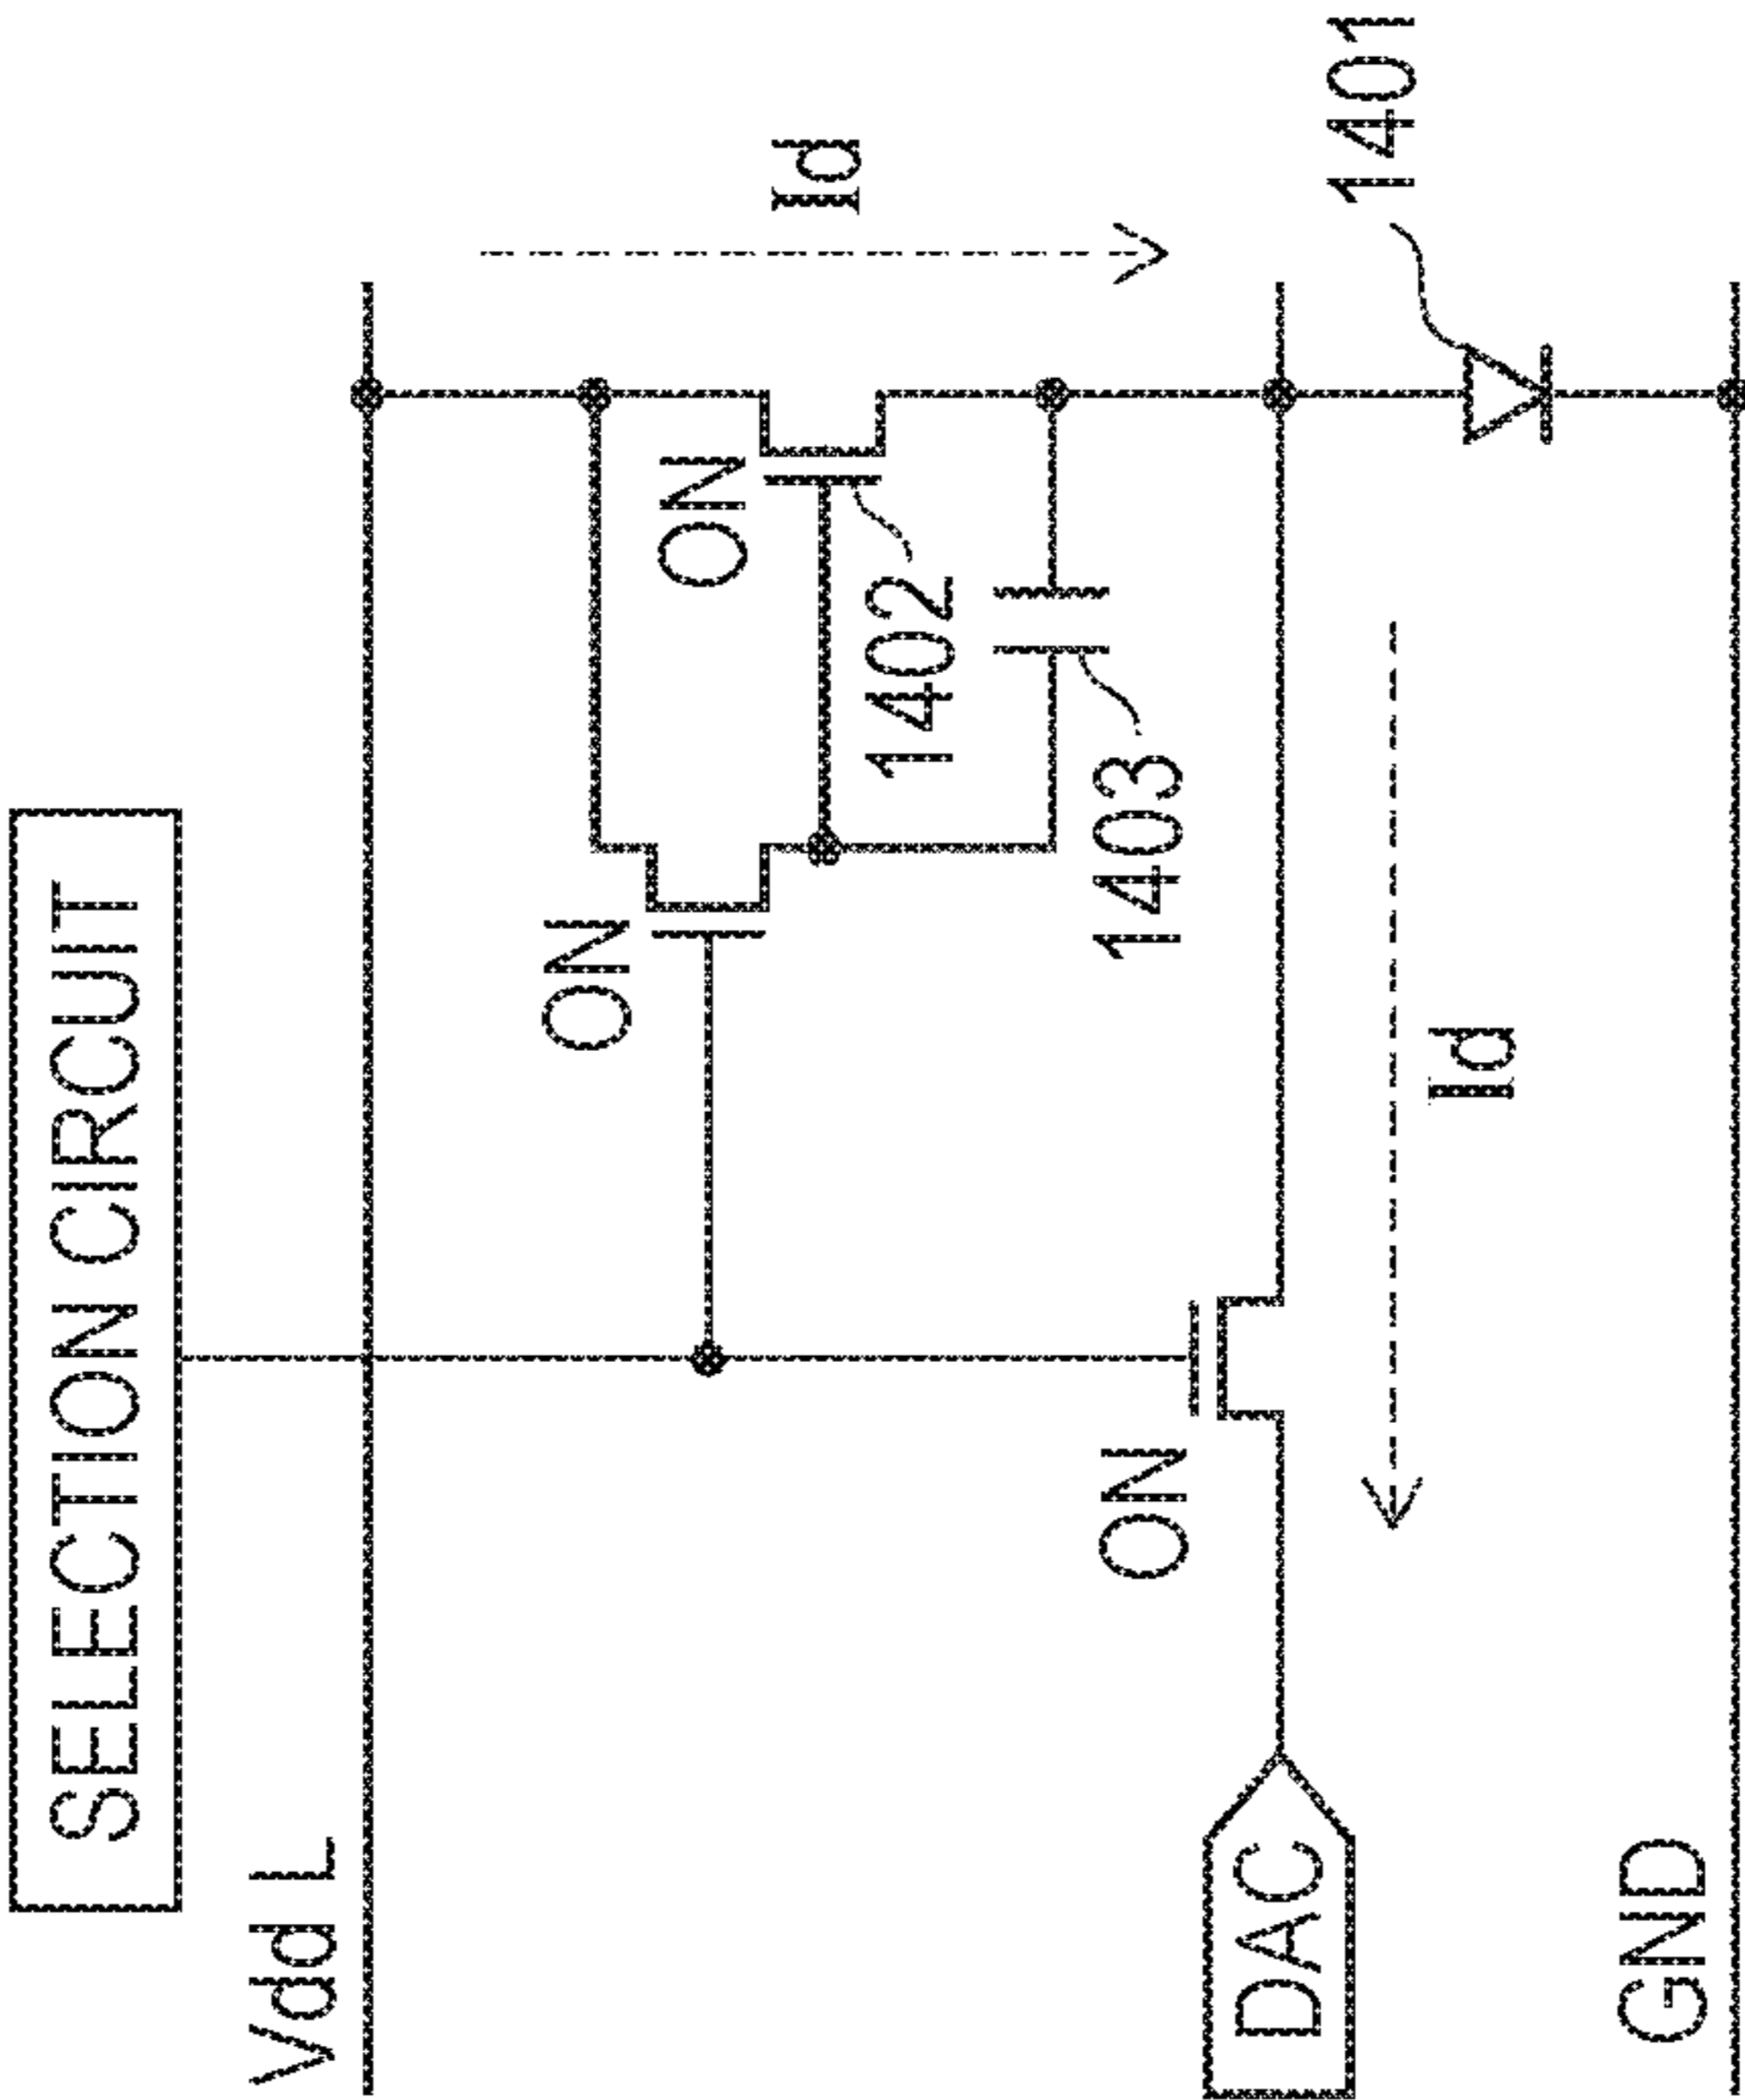 SELECTION CIRCUIT
Vdd L
Id
ON
ON
1402
1403
ON
DAC
Id
1401
GND